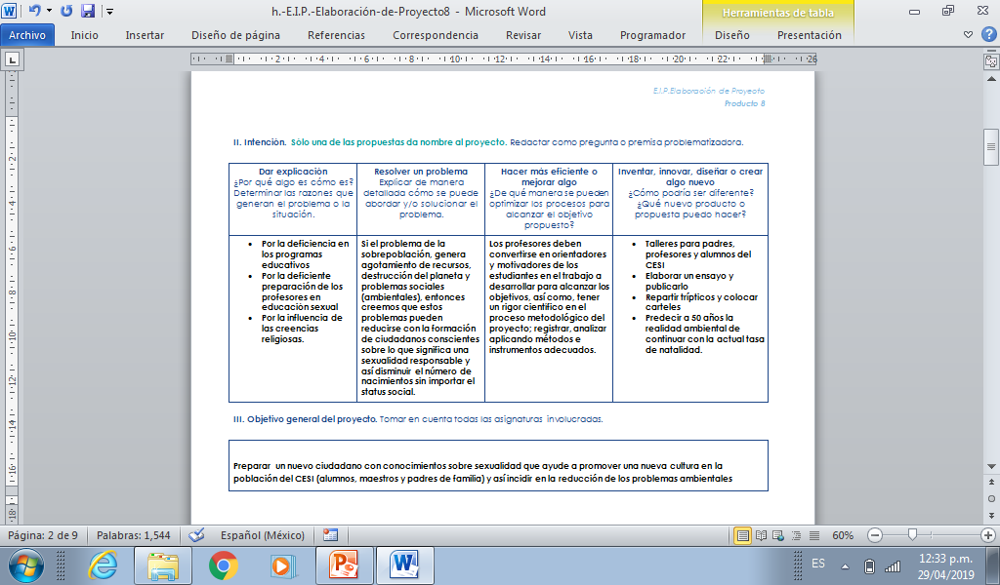 h.-E.I.P.-Elaboración-de-Proyecto8 - Microsoft Word
Herramientas de tabla
Archivo Inicio Insertar Diseño de página Referencias Correspondencia Revisar Vista Programador Diseño Presentación
2 4 6 8 10 12 14 16 18 20 22 26
E.I.P.Elaboración de Proyecto
Producto 8
II. Intención. Sólo una de las propuestas da nombre al proyecto. Redactar como pregunta o premisa problematizadora.
Dar explicación
¿Por qué algo es cómo es?
Determinar las razones que
generan el problema o la
situación.
Resolver un problema
Explicar de manera
detallada cómo se puede
abordar y/o solucionar el
problema.
Hacer más eficiente o
mejorar algo
¿De qué manera se pueden
optimizar los procesos para
alcanzar el objetivo
propuesto?
Inventar, innovar, diseñar o crear
algo nuevo
¿Cómo podría ser diferente?
¿Qué nuevo producto o
propuesta puedo hacer?
• Por la deficiencia en
los programas
educativos
• Por la deficiente
preparación de los
profesores en
educación sexual
• Por la influencia de
las creencias
religiosas.
Si el problema de la
sobrepoblación, genera
agotamiento de recursos,
destrucción del planeta y
problemas sociales
(ambientales), entonces
creemos que estos
problemas pueden
reducirse con la formación
de ciudadanos conscientes
sobre lo que significa una
sexualidad responsable y
así disminuir el número de
nacimientos sin importar el
status social.
Los profesores deben
convertirse en orientadores
y motivadores de los
estudiantes en el trabajo a
desarrollar para alcanzar los
objetivos, así como, tener
un rigor científico en el
proceso metodológico del
proyecto; registrar, analizar
aplicando métodos e
instrumentos adecuados.
• Talleres para padres,
profesores y alumnos del
CESI
• Elaborar un ensayo y
publicarlo
• Repartir trípticos y colocar
carteles
• Predecir a 50 años la
realidad ambiental de
continuar con la actual tasa
de natalidad.
III. Objetivo general del proyecto. Tomar en cuenta todas las asignaturas involucradas.
Preparar un nuevo ciudadano con conocimientos sobre sexualidad que ayude a promover una nueva cultura en la
población del CESI (alumnos, maestros y padres de familia) y así incidir en la reducción de los problemas ambientales
Página: 2 de 9 Palabras: 1,544 Español (México) 60%
ES 12:33 p.m.
29/04/2019